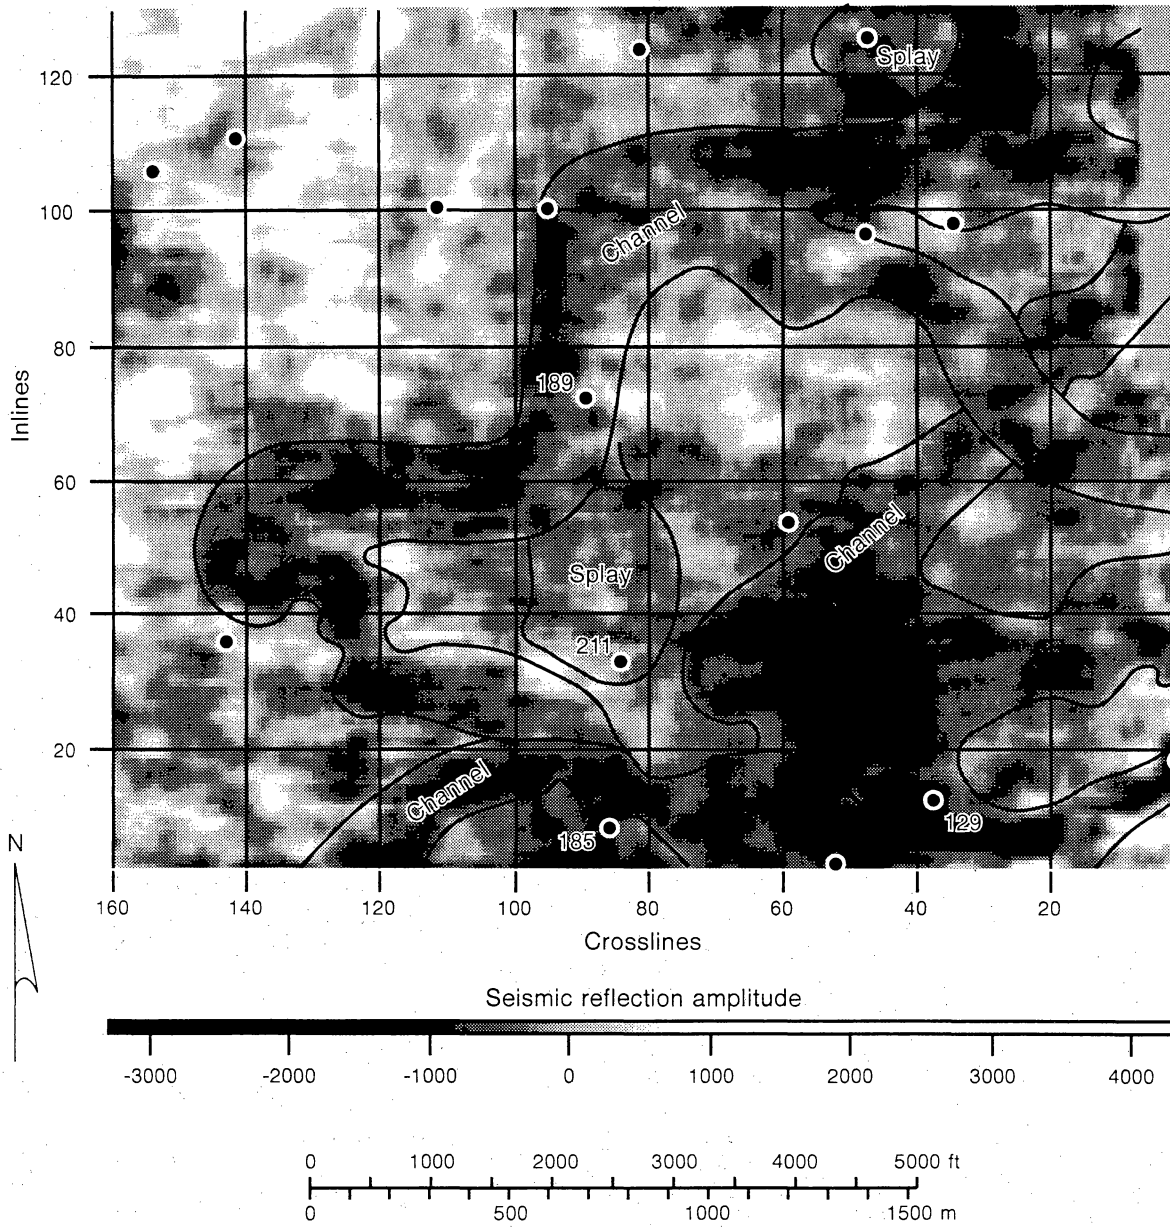 120
Splay
100
Channel
80
189
60
Channel
Splay
40
211
20
Channel
185
129
Inlines
N
160 140 120 100 80 60 40 20
Crosslines
Seismic reflection amplitude
-3000 -2000 -1000 0 1000 2000 3000 4000
0 1000 2000 3000 4000 5000 ft
0 500 1000 1500 m